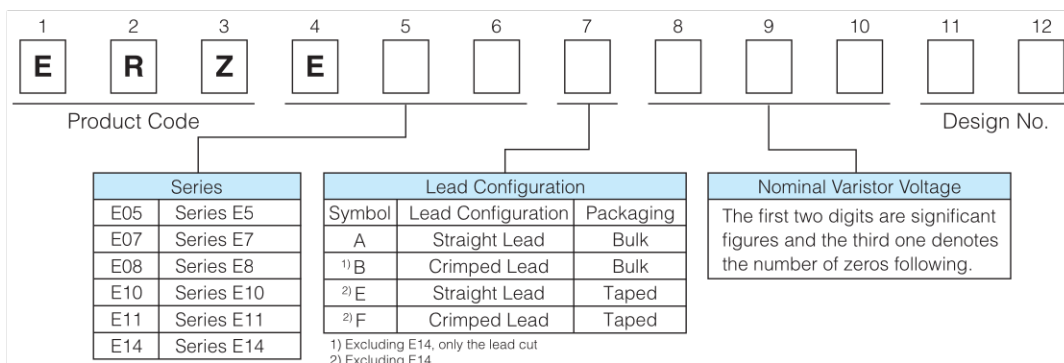 1 2 3 4 5 6 7 8 9 10 11 12
E R Z E
Product Code
Design No.
Series
E05 Series E5
E07 Series E7
E08 Series E8
E10 Series E10
E11 Series E11
E14 Series E14
Lead Configuration
Symbol Lead Configuration Packaging
A Straight Lead Bulk
1) B Crimped Lead Bulk
2) E Straight Lead Taped
2) F Crimped Lead Taped
1) Excluding E14, only the lead cut
2) Excluding E14
Nominal Varistor Voltage
The first two digits are significant
figures and the third one denotes
the number of zeros following.